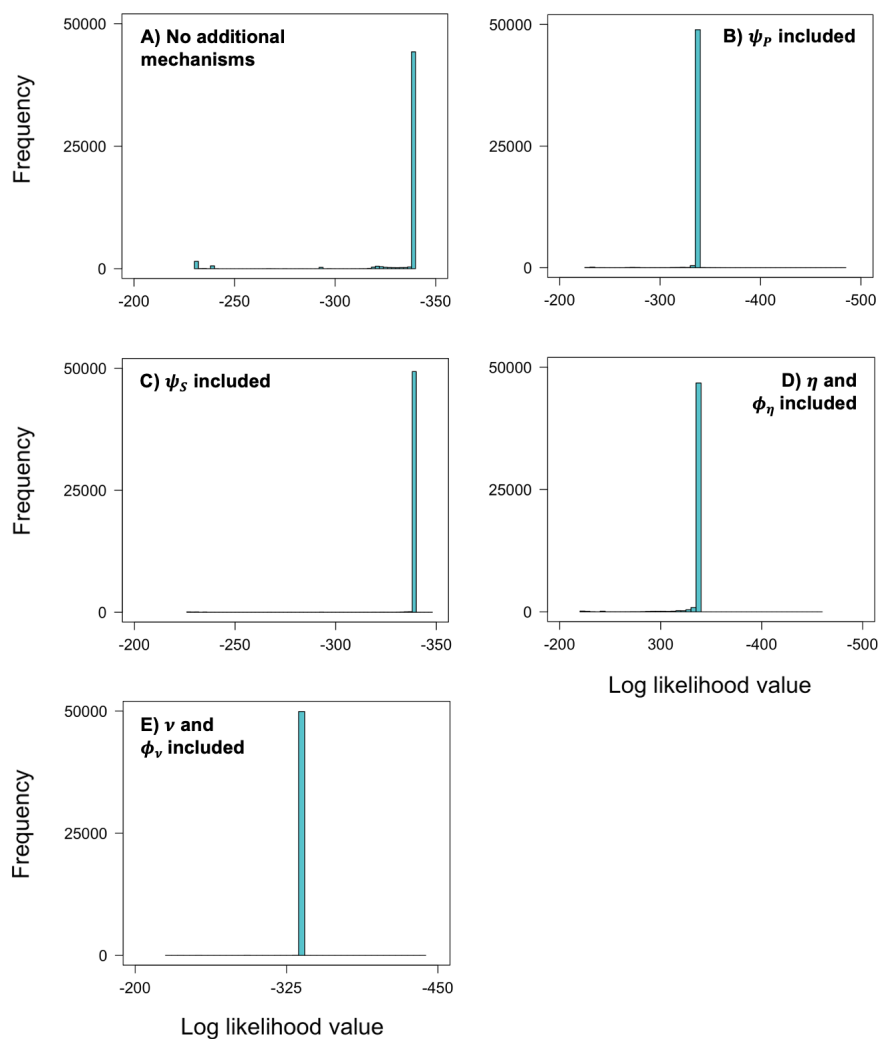 A) No additional
mechanisms
Frequency
50000
25000
0
-200
-250
-300
-350
B) ψP included
50000
25000
0
-200
-300
-400
-500
C) ψS included
Frequency
50000
25000
0
-200
-250
-300
-350
D) η and
ϕη included
50000
25000
0
-200
300
-400
-500
Log likelihood value
E) ν and
ϕν included
Frequency
50000
25000
0
-200
-325
-450
Log likelihood value